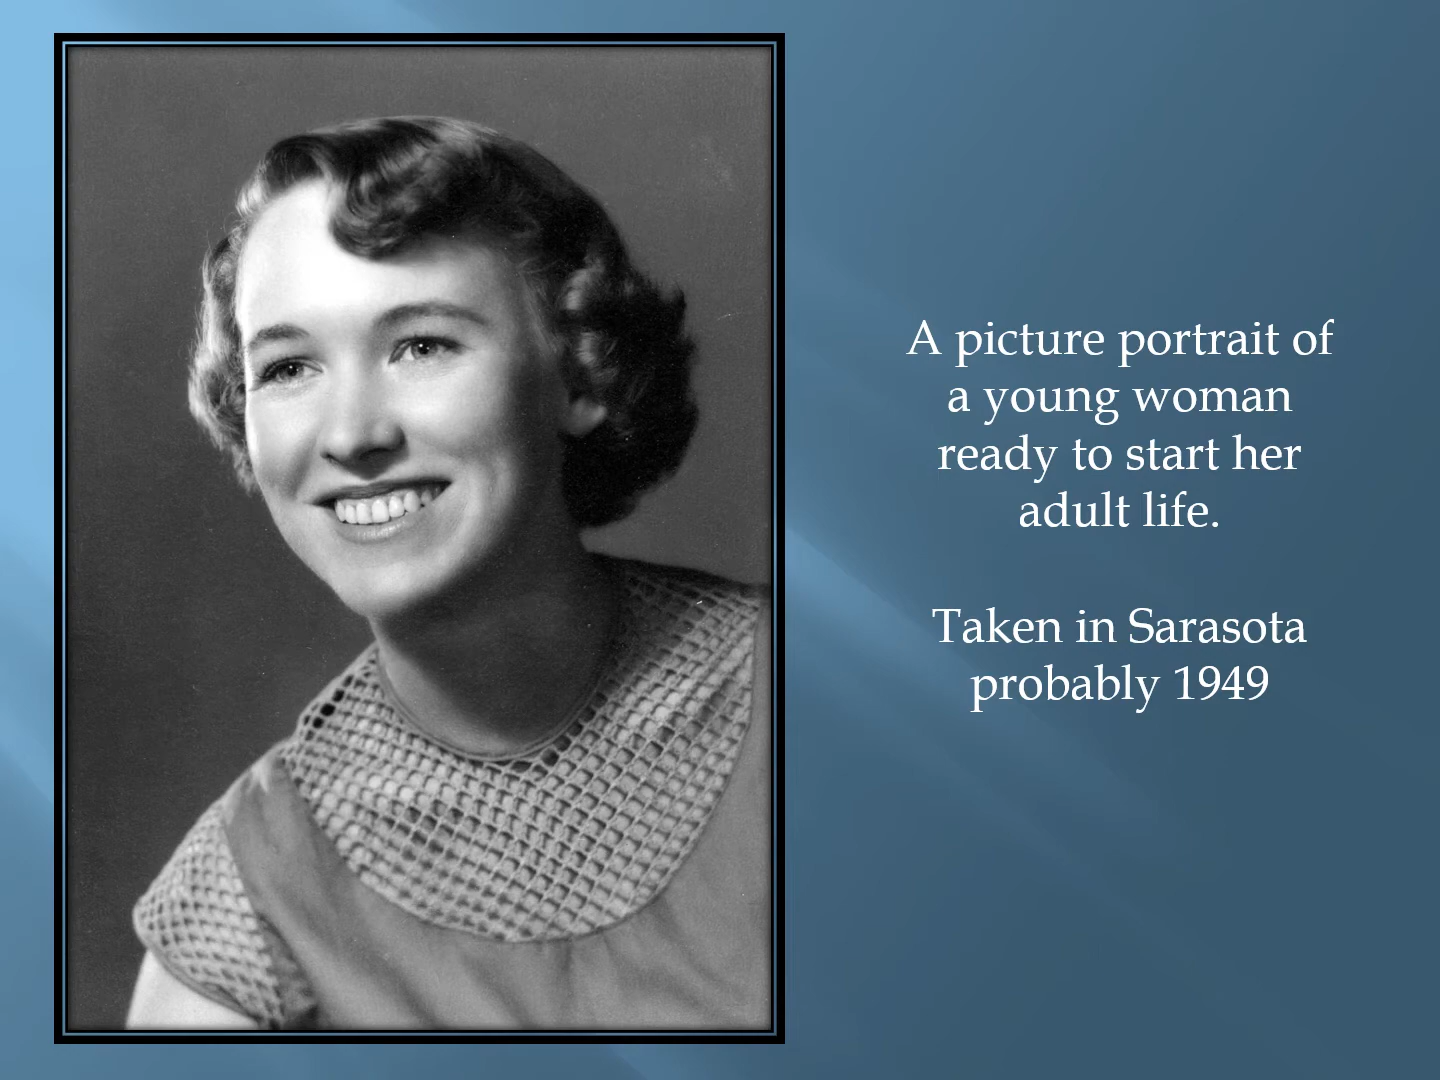 A picture portrait of
a young woman
ready to start her
adult life.
Taken in Sarasota
probably 1949